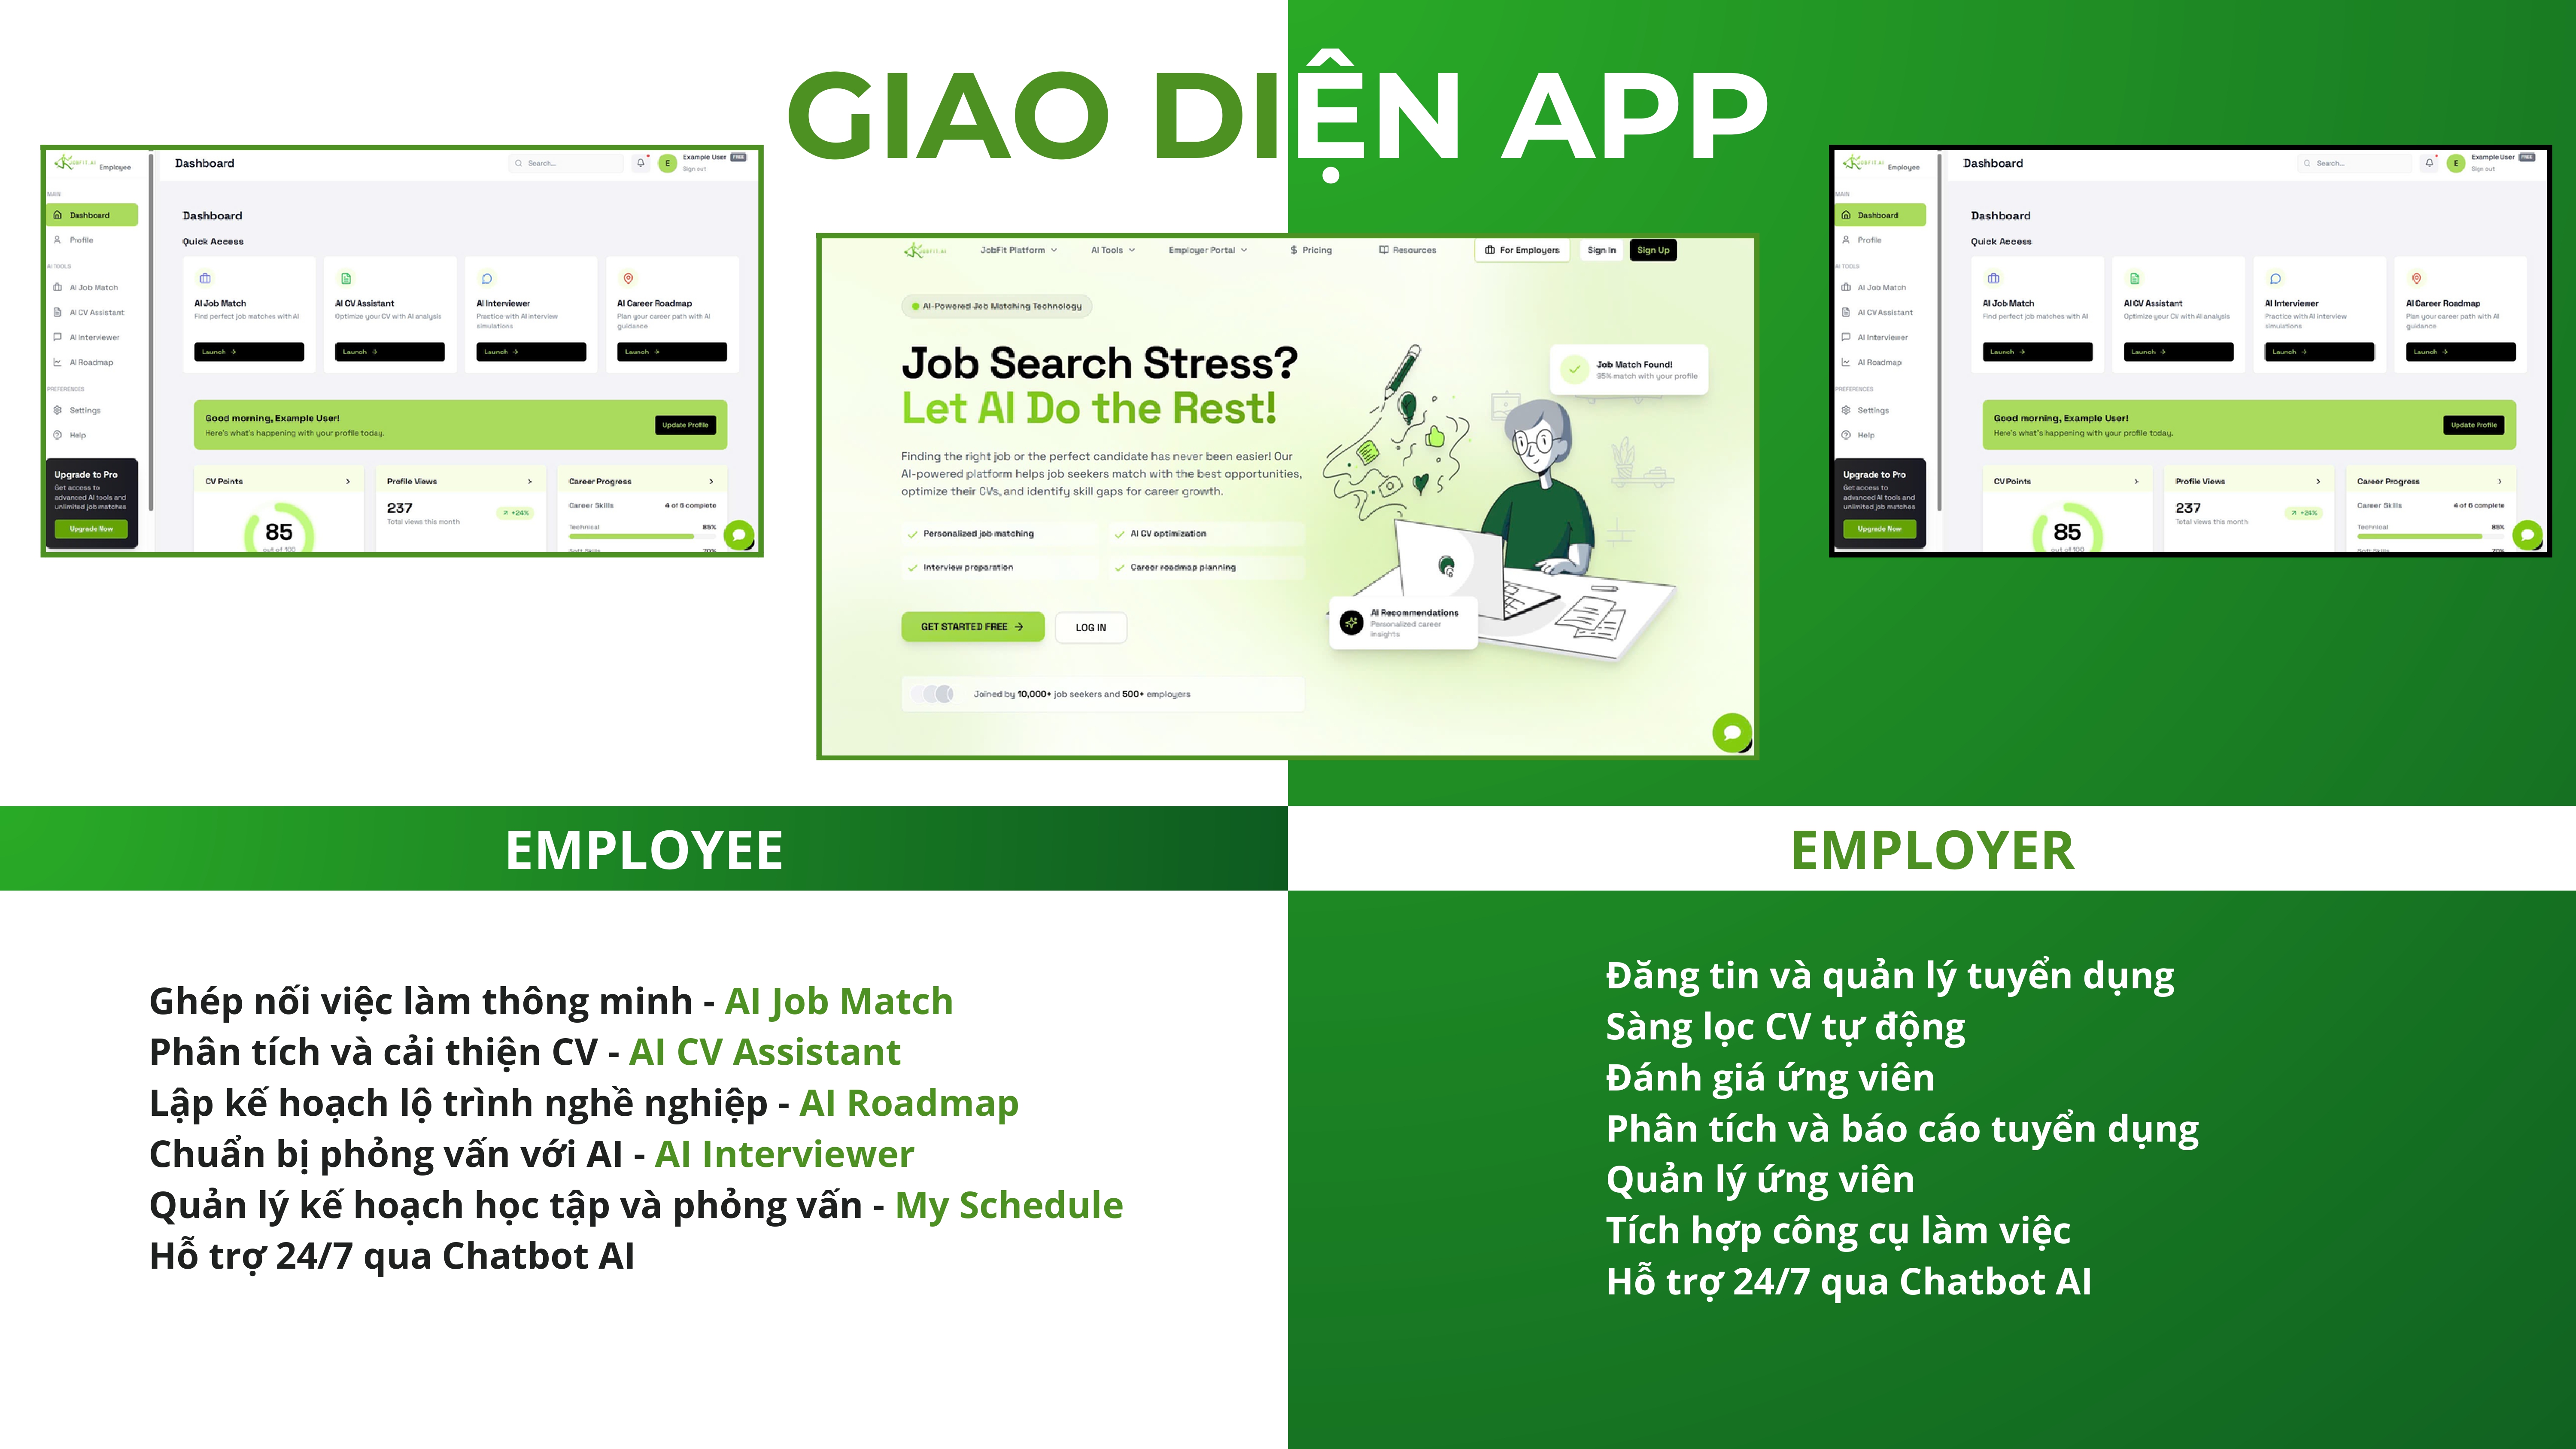 GIAO DIỆN APP
JOBFIT.AI Employee
Dashboard
Search...
E
Example User FREE
Sign out
MAIN
Dashboard
Profile
AI TOOLS
AI Job Match
AI CV Assistant
AI Interviewer
AI Roadmap
PREFERENCES
Settings
Help
Upgrade to Pro
Get access to
advanced AI tools and
unlimited job matches
Upgrade Now
Dashboard
Quick Access
AI Job Match
Find perfect job matches with AI
Launch →
AI CV Assistant
Optimize your CV with AI analysis
Launch →
AI Interviewer
Practice with AI interview
simulations
Launch →
AI Career Roadmap
Plan your career path with AI
guidance
Launch →
Good morning, Example User!
Here's what's happening with your profile today.
Update Profile
CV Points
85
out of 100
Profile Views
237
Total views this month
+24%
Career Progress
Career Skills 4 of 6 complete
Technical 85%
Soft Skills 70%
JOBFIT.AI
JobFit Platform
AI Tools
Employer Portal
$ Pricing
Resources
For Employers
Sign In
Sign Up
AI-Powered Job Matching Technology
Job Search Stress?
Let AI Do the Rest!
Finding the right job or the perfect candidate has never been easier! Our
AI-powered platform helps job seekers match with the best opportunities,
optimize their CVs, and identify skill gaps for career growth.
Personalized job matching
AI CV optimization
Interview preparation
Career roadmap planning
GET STARTED FREE →
LOG IN
Joined by 10,000+ job seekers and 500+ employers
Job Match Found!
95% match with your profile
AI Recommendations
Personalized career
insights
JOBFIT.AI Employee
Dashboard
Search...
E
Example User FREE
Sign out
MAIN
Dashboard
Profile
AI TOOLS
AI Job Match
AI CV Assistant
AI Interviewer
AI Roadmap
PREFERENCES
Settings
Help
Upgrade to Pro
Get access to
advanced AI tools and
unlimited job matches
Upgrade Now
Dashboard
Quick Access
AI Job Match
Find perfect job matches with AI
Launch →
AI CV Assistant
Optimize your CV with AI analysis
Launch →
AI Interviewer
Practice with AI interview
simulations
Launch →
AI Career Roadmap
Plan your career path with AI
guidance
Launch →
Good morning, Example User!
Here's what's happening with your profile today.
Update Profile
CV Points
85
out of 100
Profile Views
237
Total views this month
+24%
Career Progress
Career Skills 4 of 6 complete
Technical 85%
Soft Skills 70%
EMPLOYEE
Ghép nối việc làm thông minh - AI Job Match
Phân tích và cải thiện CV - AI CV Assistant
Lập kế hoạch lộ trình nghề nghiệp - AI Roadmap
Chuẩn bị phỏng vấn với AI - AI Interviewer
Quản lý kế hoạch học tập và phỏng vấn - My Schedule
Hỗ trợ 24/7 qua Chatbot AI
EMPLOYER
Đăng tin và quản lý tuyển dụng
Sàng lọc CV tự động
Đánh giá ứng viên
Phân tích và báo cáo tuyển dụng
Quản lý ứng viên
Tích hợp công cụ làm việc
Hỗ trợ 24/7 qua Chatbot AI